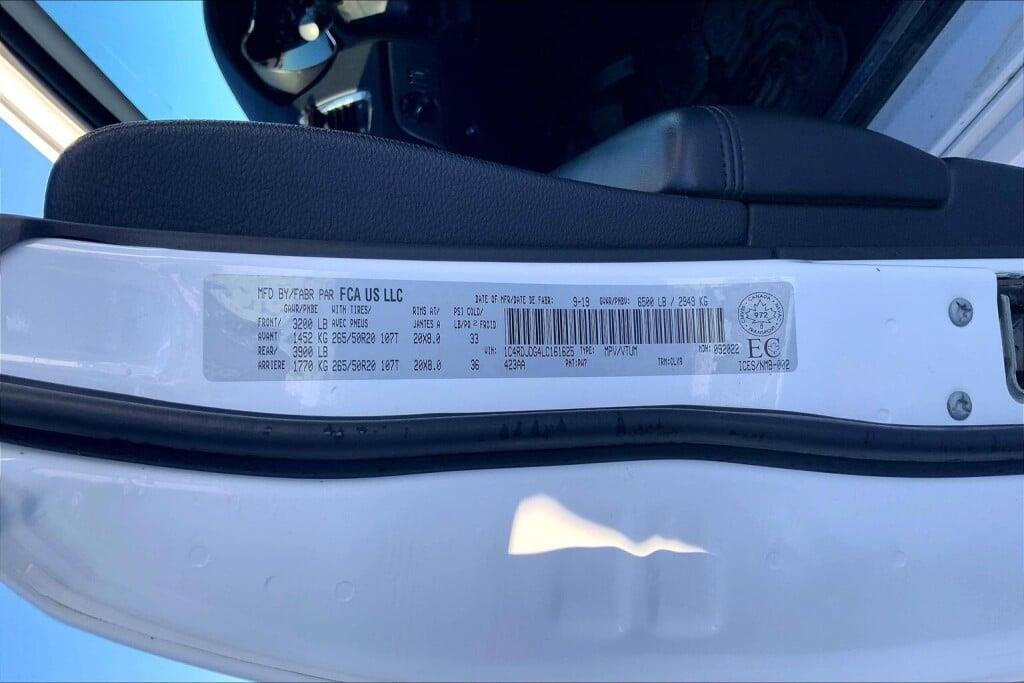 MFD BY/FABR PAR FCA US LLC
DATE OF MFR/DATE DE FABR: 9-19 GVWR/PNBV: 6500 LB / 2949 KG
GAWR/PNBE WITH TIRES/ RIMS AT/ PSI COLD/
FRONT/ 3200 LB AVEC PNEUS JANTES A LB/PO² FROID
AVANT 1452 KG 265/50R20 107T 20X8.0 33
REAR/ 3900 LB
ARRIERE 1770 KG 265/50R20 107T 20X8.0 36
VIN: 1C4RDJDG4LC161625 TYPE: MPV/VTUM MDH: 092022
423AA PNT: PW7 TRM: CLX9
CANADA
972
EC
ICES/NMB-002